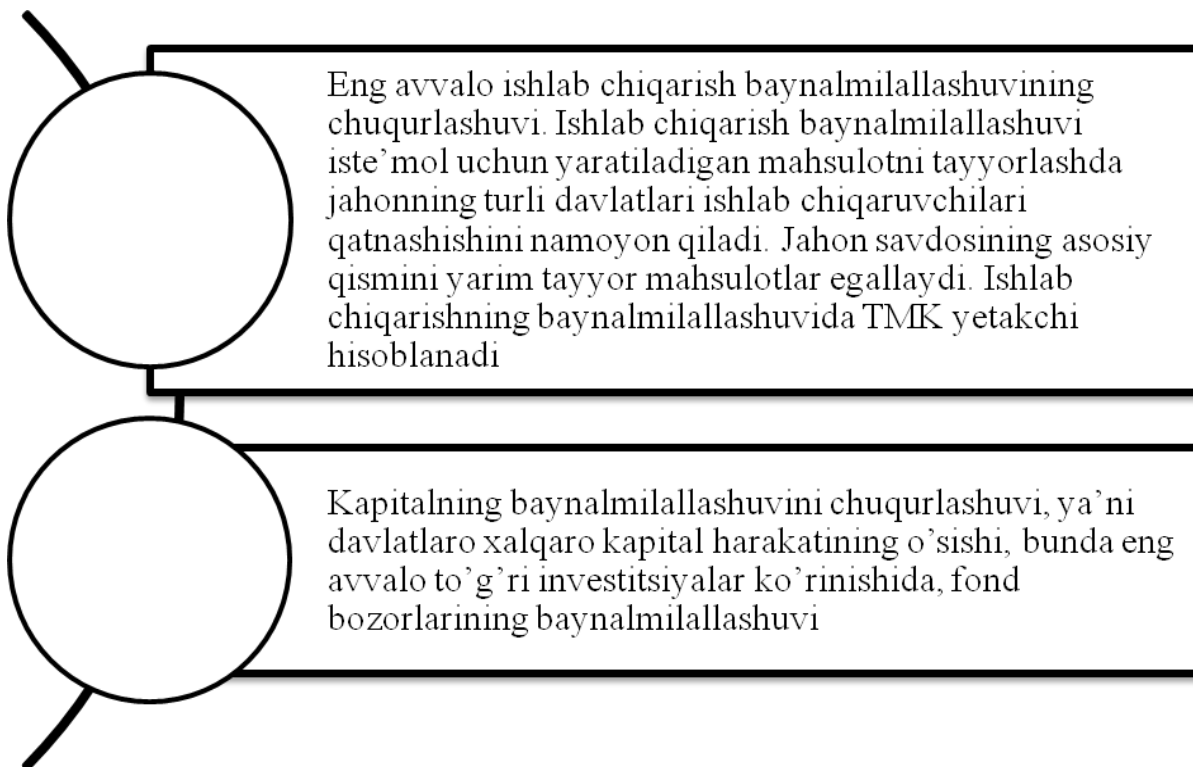 Eng avvalo ishlab chiqarish baynalmilallashuvining
chuqurlashuvi. Ishlab chiqarish baynalmilallashuvi
iste’mol uchun yaratiladigan mahsulotni tayyorlashda
jahonning turli davlatlari ishlab chiqaruvchilari
qatnashishini namoyon qiladi. Jahon savdosining asosiy
qismini yarim tayyor mahsulotlar egallaydi. Ishlab
chiqarishning baynalmilallashuvida TMK yetakchi
hisoblanadi
Kapitalning baynalmilallashuvini chuqurlashuvi, ya’ni
davlatlaro xalqaro kapital harakatining o’sishi, bunda eng
avvalo to’g’ri investitsiyalar ko’rinishida, fond
bozorlarining baynalmilallashuvi